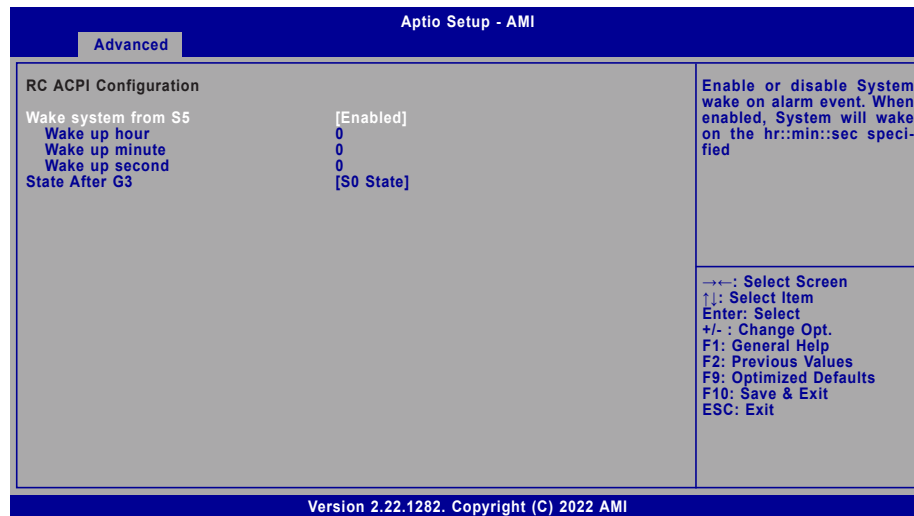 Aptio Setup - AMI
Advanced
RC ACPI Configuration
Wake system from S5 [Enabled]
Wake up hour 0
Wake up minute 0
Wake up second 0
State After G3 [S0 State]
Enable or disable System
wake on alarm event. When
enabled, System will wake
on the hr::min::sec speci-
fied
→←: Select Screen
↑↓: Select Item
Enter: Select
+/- : Change Opt.
F1: General Help
F2: Previous Values
F9: Optimized Defaults
F10: Save & Exit
ESC: Exit
Version 2.22.1282. Copyright (C) 2022 AMI